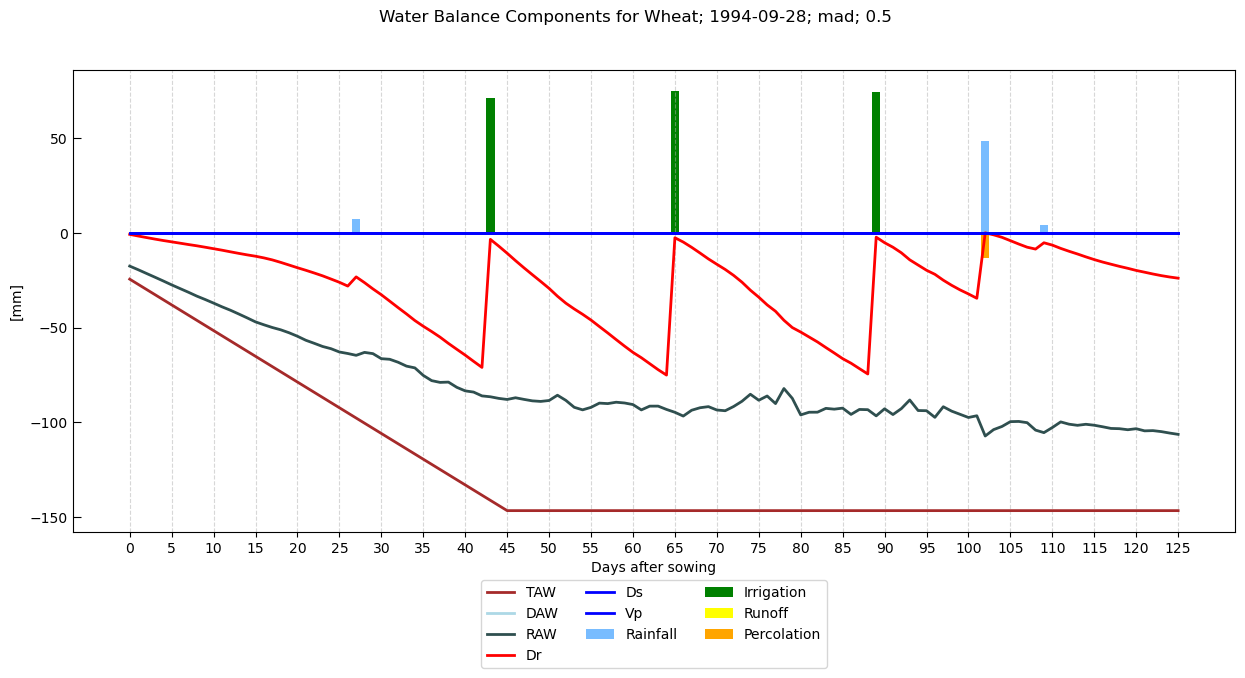 Water Balance Components for Wheat; 1994-09-28; mad; 0.5
[mm]
50
0
−50
−100
−150
0 5 10 15 20 25 30 35 40 45 50 55 60 65 70 75 80 85 90 95 100 105 110 115 120 125
Days after sowing
TAW
DAW
RAW
Dr
Ds
Vp
Rainfall
Irrigation
Runoff
Percolation